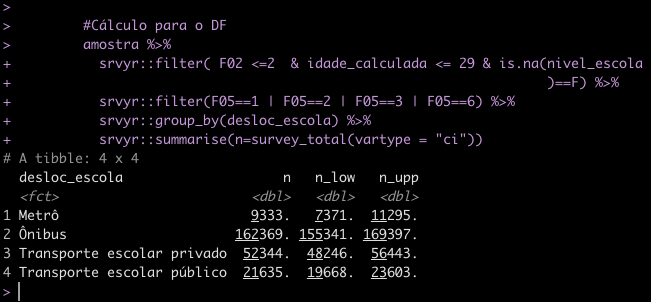 >
>         #Cálculo para o DF
>         amostra %>%
+           srvyr::filter( F02 <=2  & idade_calculada <= 29 & is.na(nivel_escola
+                                                                 )==F) %>%
+           srvyr::filter(F05==1 | F05==2 | F05==3 | F05==6) %>%
+           srvyr::group_by(desloc_escola) %>%
+           srvyr::summarise(n=survey_total(vartype = "ci"))
# A tibble: 4 x 4
  desloc_escola                    n   n_low   n_upp
  <fct>                        <dbl>   <dbl>   <dbl>
1 Metrô                        9333.   7371.  11295.
2 Ônibus                     162369. 155341. 169397.
3 Transporte escolar privado  52344.  48246.  56443.
4 Transporte escolar público  21635.  19668.  23603.
>